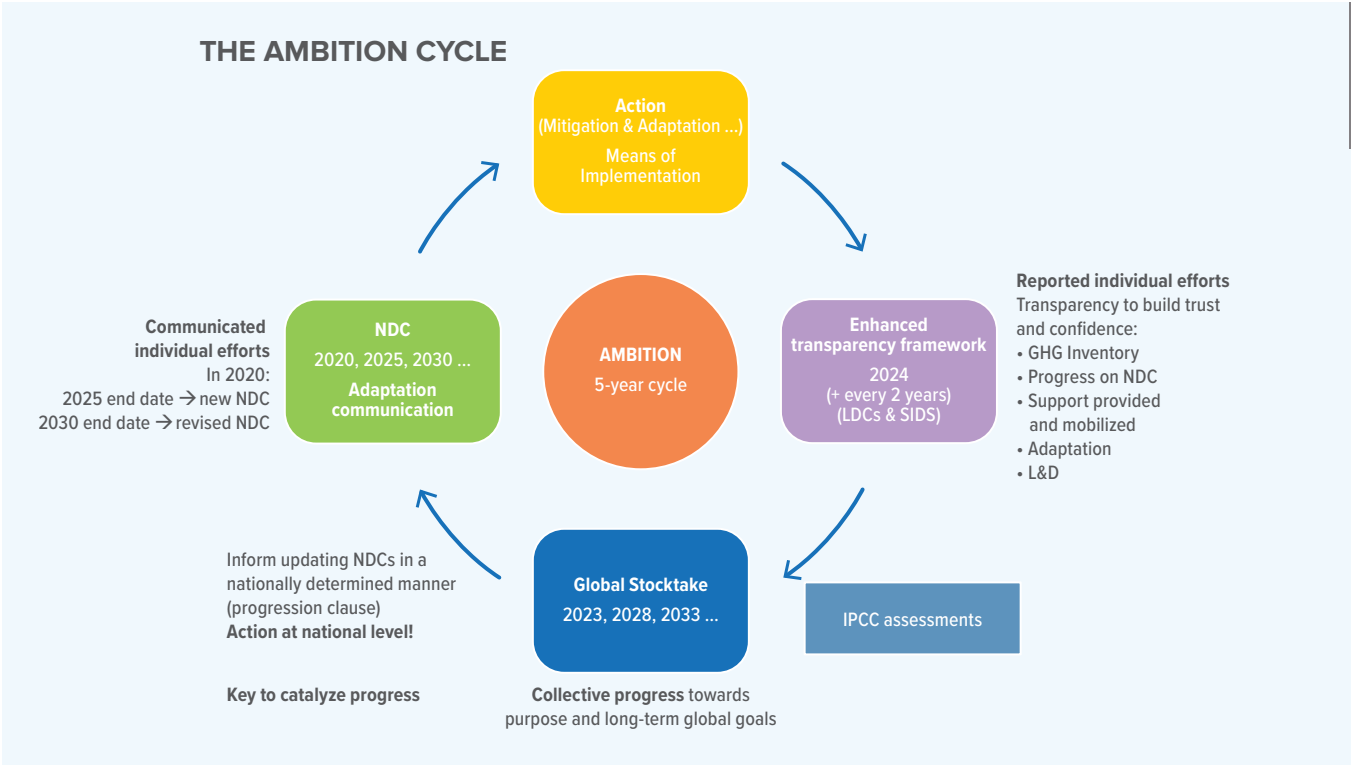 THE AMBITION CYCLE
Action
(Mitigation & Adaptation ...)
Means of
Implementation
Communicated
individual efforts
In 2020:
2025 end date → new NDC
2030 end date → revised NDC
NDC
2020, 2025, 2030 ...
Adaptation
communication
AMBITION
5-year cycle
Enhanced
transparency framework
2024
(+ every 2 years)
(LDCs & SIDS)
Reported individual efforts
Transparency to build trust
and confidence:
• GHG Inventory
• Progress on NDC
• Support provided
and mobilized
• Adaptation
• L&D
Inform updating NDCs in a
nationally determined manner
(progression clause)
Action at national level!
Key to catalyze progress
Global Stocktake
2023, 2028, 2033 ...
Collective progress towards
purpose and long-term global goals
IPCC assessments